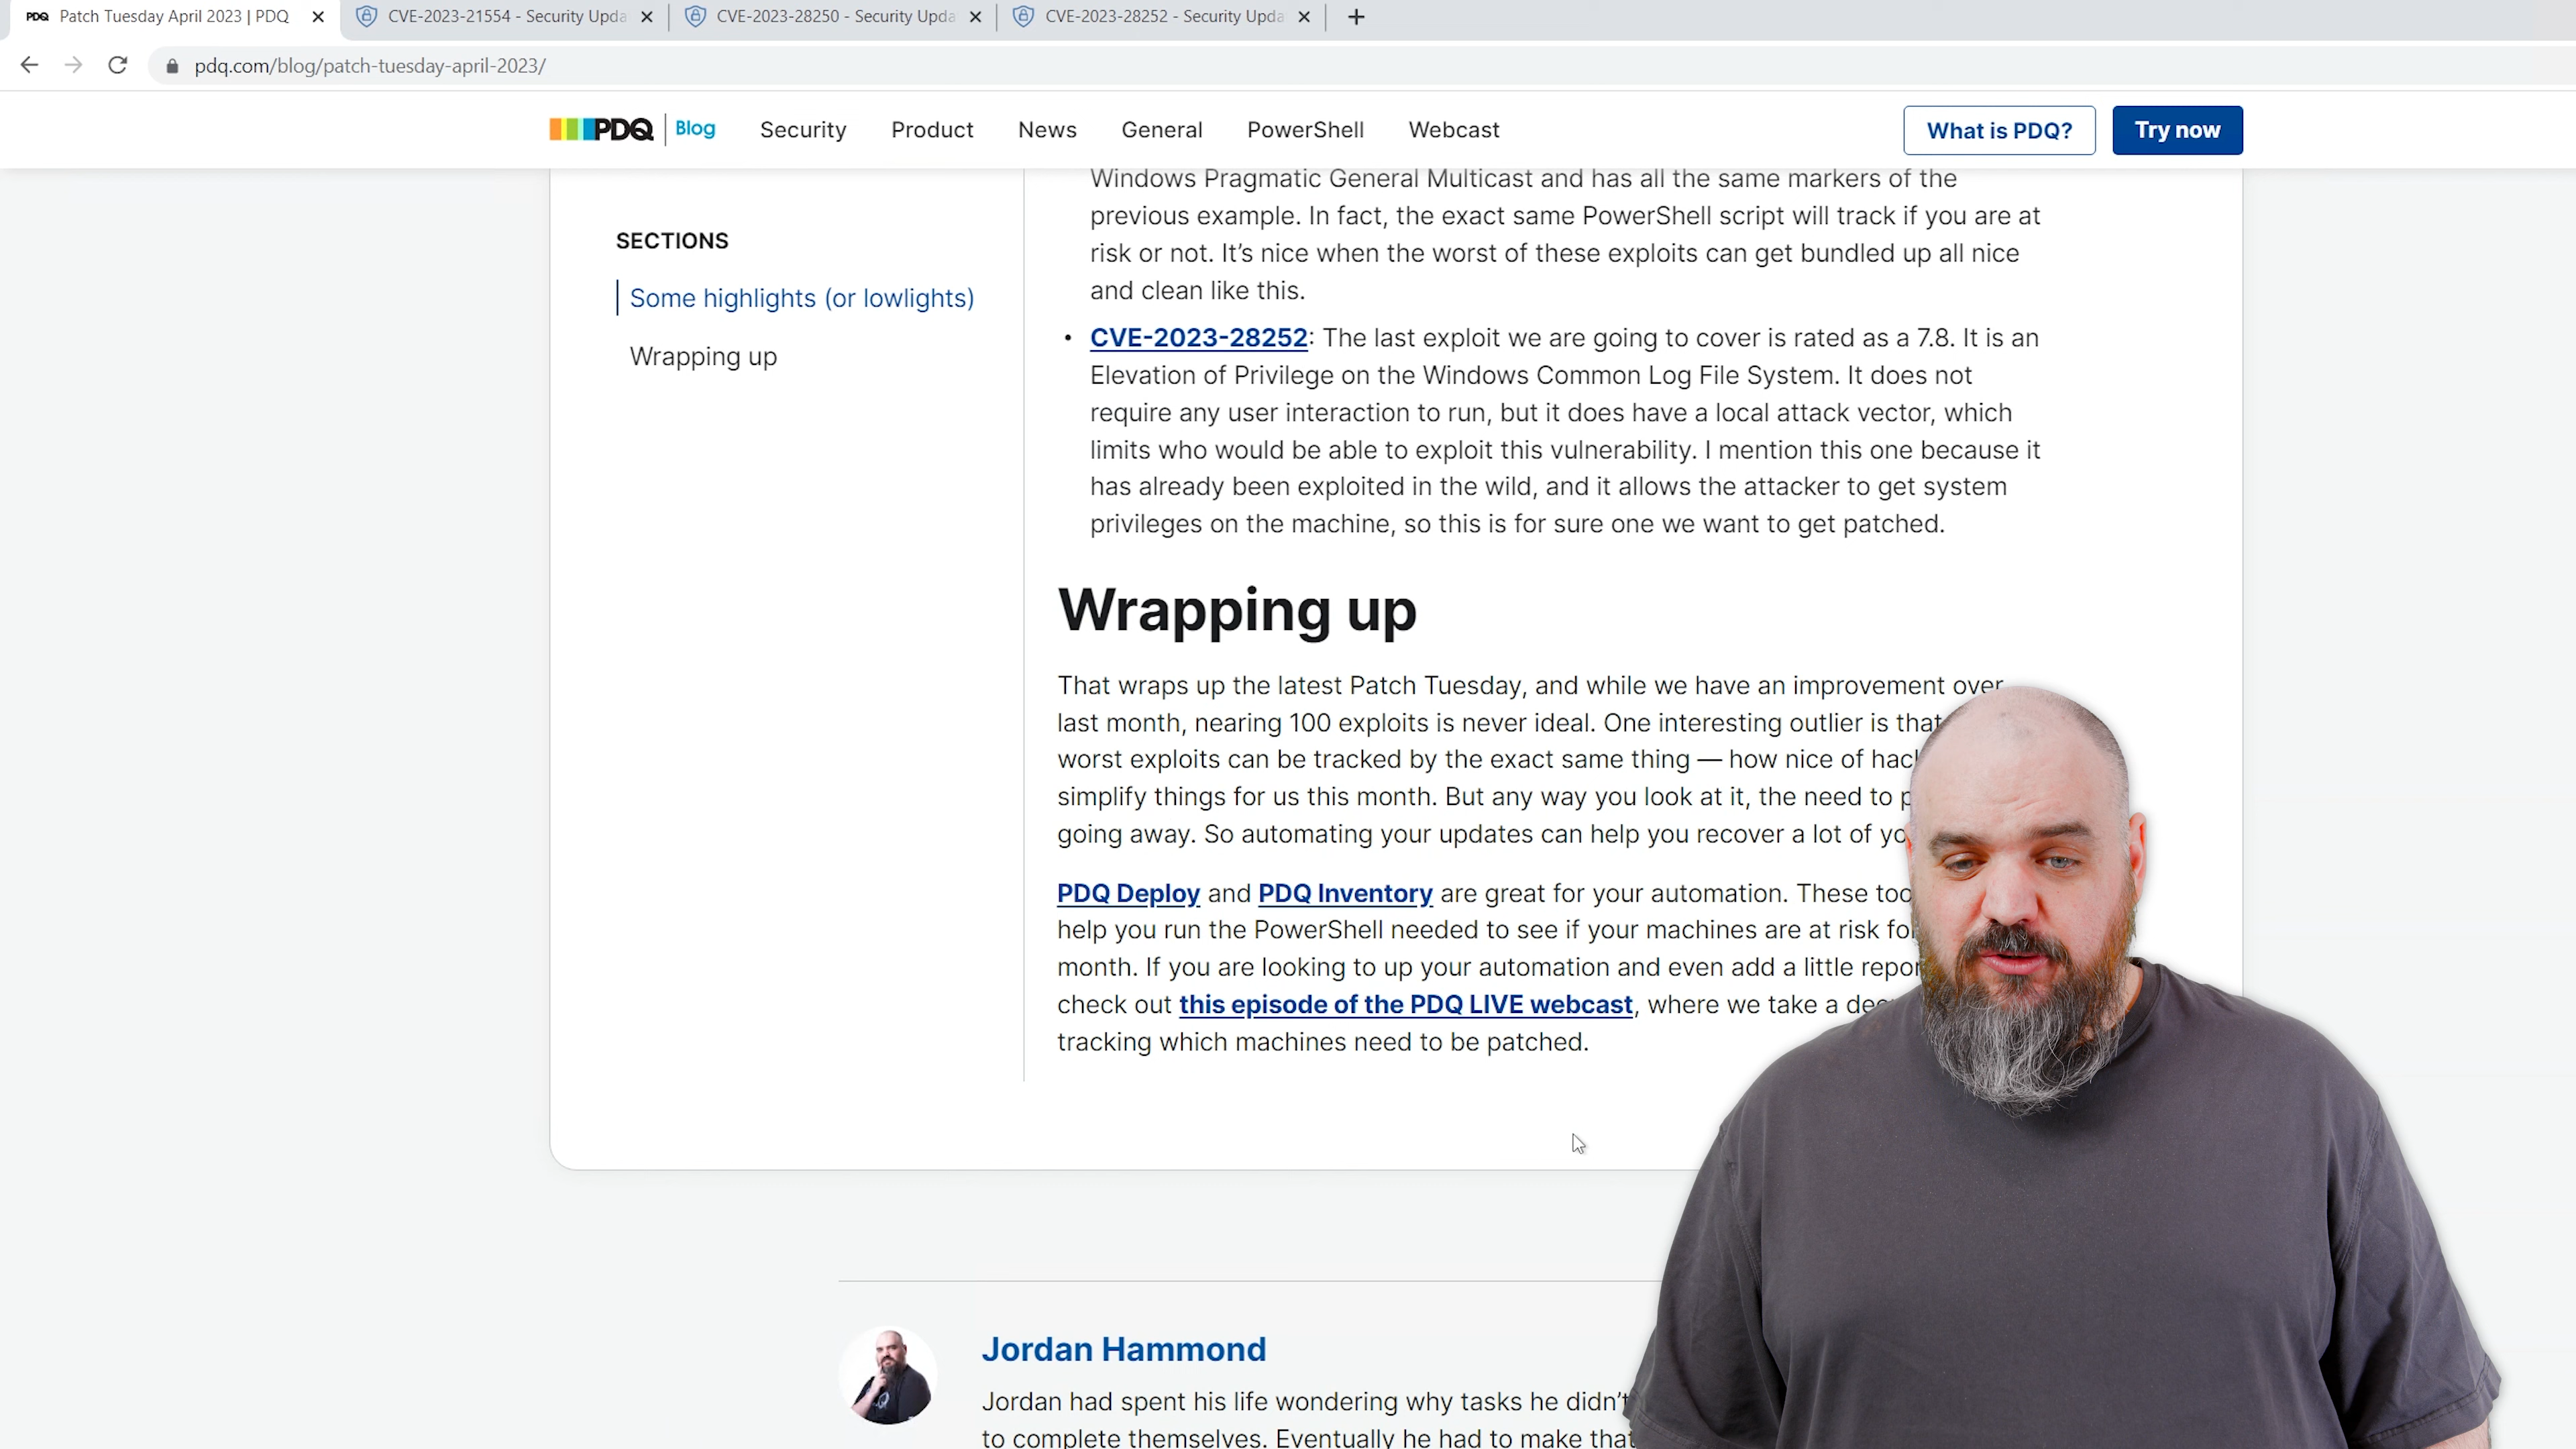 PDQ Patch Tuesday April 2023 | PDQ
CVE-2023-21554 - Security Upda
CVE-2023-28250 - Security Upda
CVE-2023-28252 - Security Upda
pdq.com/blog/patch-tuesday-april-2023/
PDQ Blog Security Product News General PowerShell Webcast What is PDQ? Try now
SECTIONS
Some highlights (or lowlights)
Wrapping up
Windows Pragmatic General Multicast and has all the same markers of the
previous example. In fact, the exact same PowerShell script will track if you are at
risk or not. It’s nice when the worst of these exploits can get bundled up all nice
and clean like this.
• CVE-2023-28252: The last exploit we are going to cover is rated as a 7.8. It is an
Elevation of Privilege on the Windows Common Log File System. It does not
require any user interaction to run, but it does have a local attack vector, which
limits who would be able to exploit this vulnerability. I mention this one because it
has already been exploited in the wild, and it allows the attacker to get system
privileges on the machine, so this is for sure one we want to get patched.
Wrapping up
That wraps up the latest Patch Tuesday, and while we have an improvement over
last month, nearing 100 exploits is never ideal. One interesting outlier is that
worst exploits can be tracked by the exact same thing — how nice of
simplify things for us this month. But any way you look at it, the need to
going away. So automating your updates can help you recover a lot of
PDQ Deploy and PDQ Inventory are great for your automation. These
help you run the PowerShell needed to see if your machines are at risk
month. If you are looking to up your automation and even add a little
check out this episode of the PDQ LIVE webcast, where we take a
tracking which machines need to be patched.
Jordan Hammond
Jordan had spent his life wondering why tasks he didn’t
to complete themselves. Eventually he had to make that